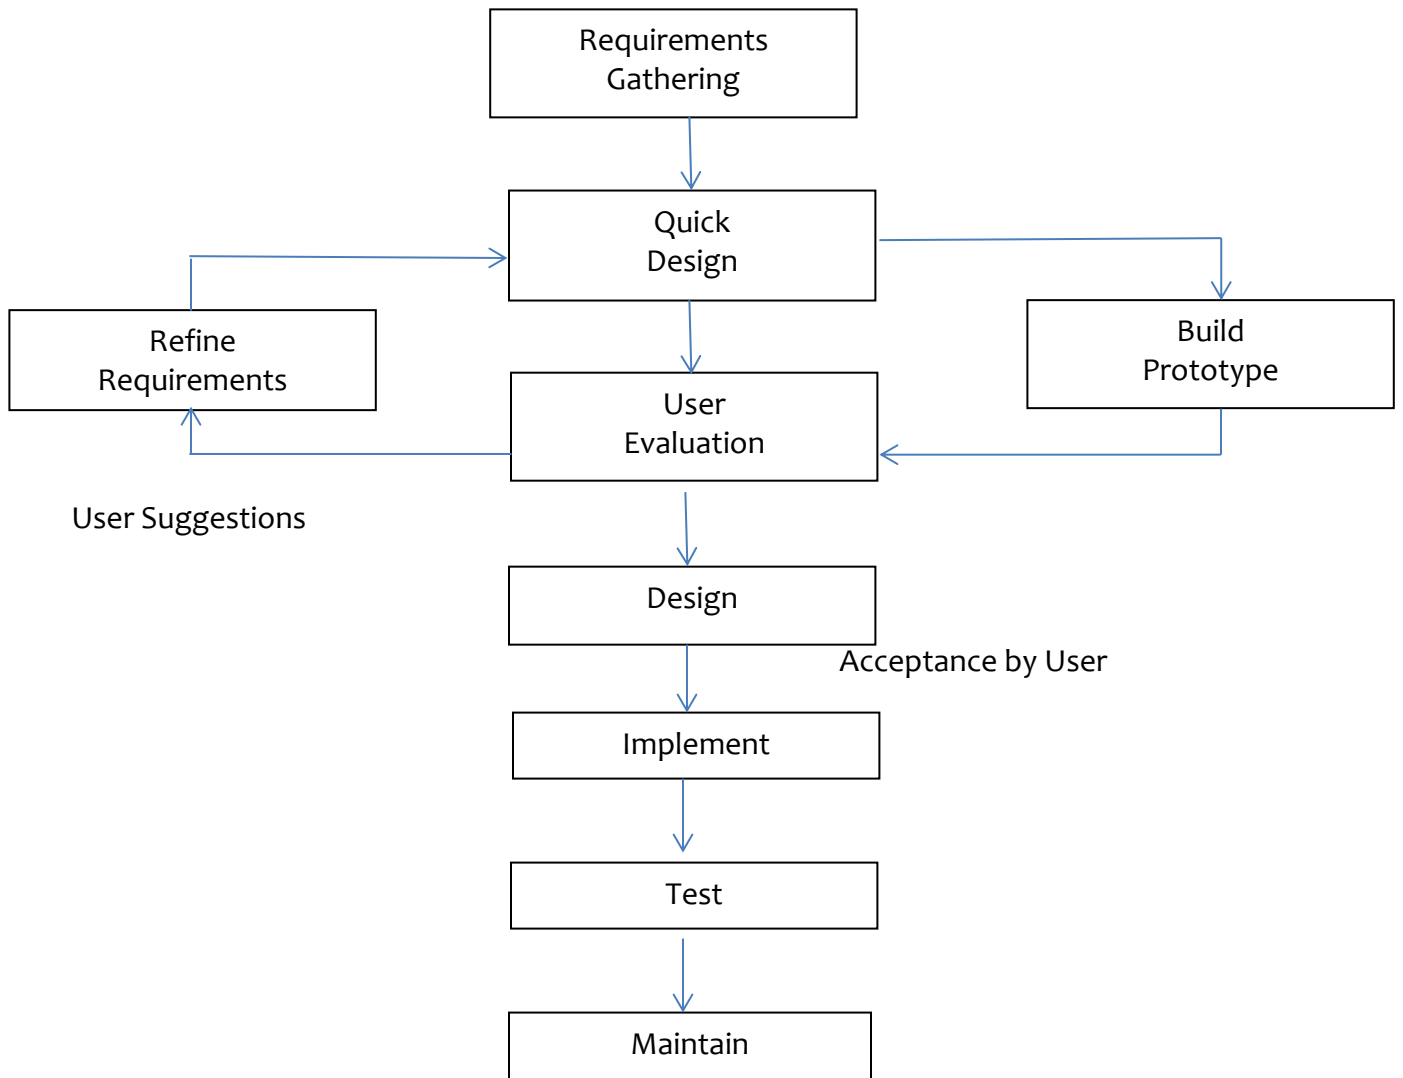 Requirements
Gathering
Quick
Design
Refine
Requirements
Build
Prototype
User
Evaluation
User Suggestions
Design
Acceptance by User
Implement
Test
Maintain